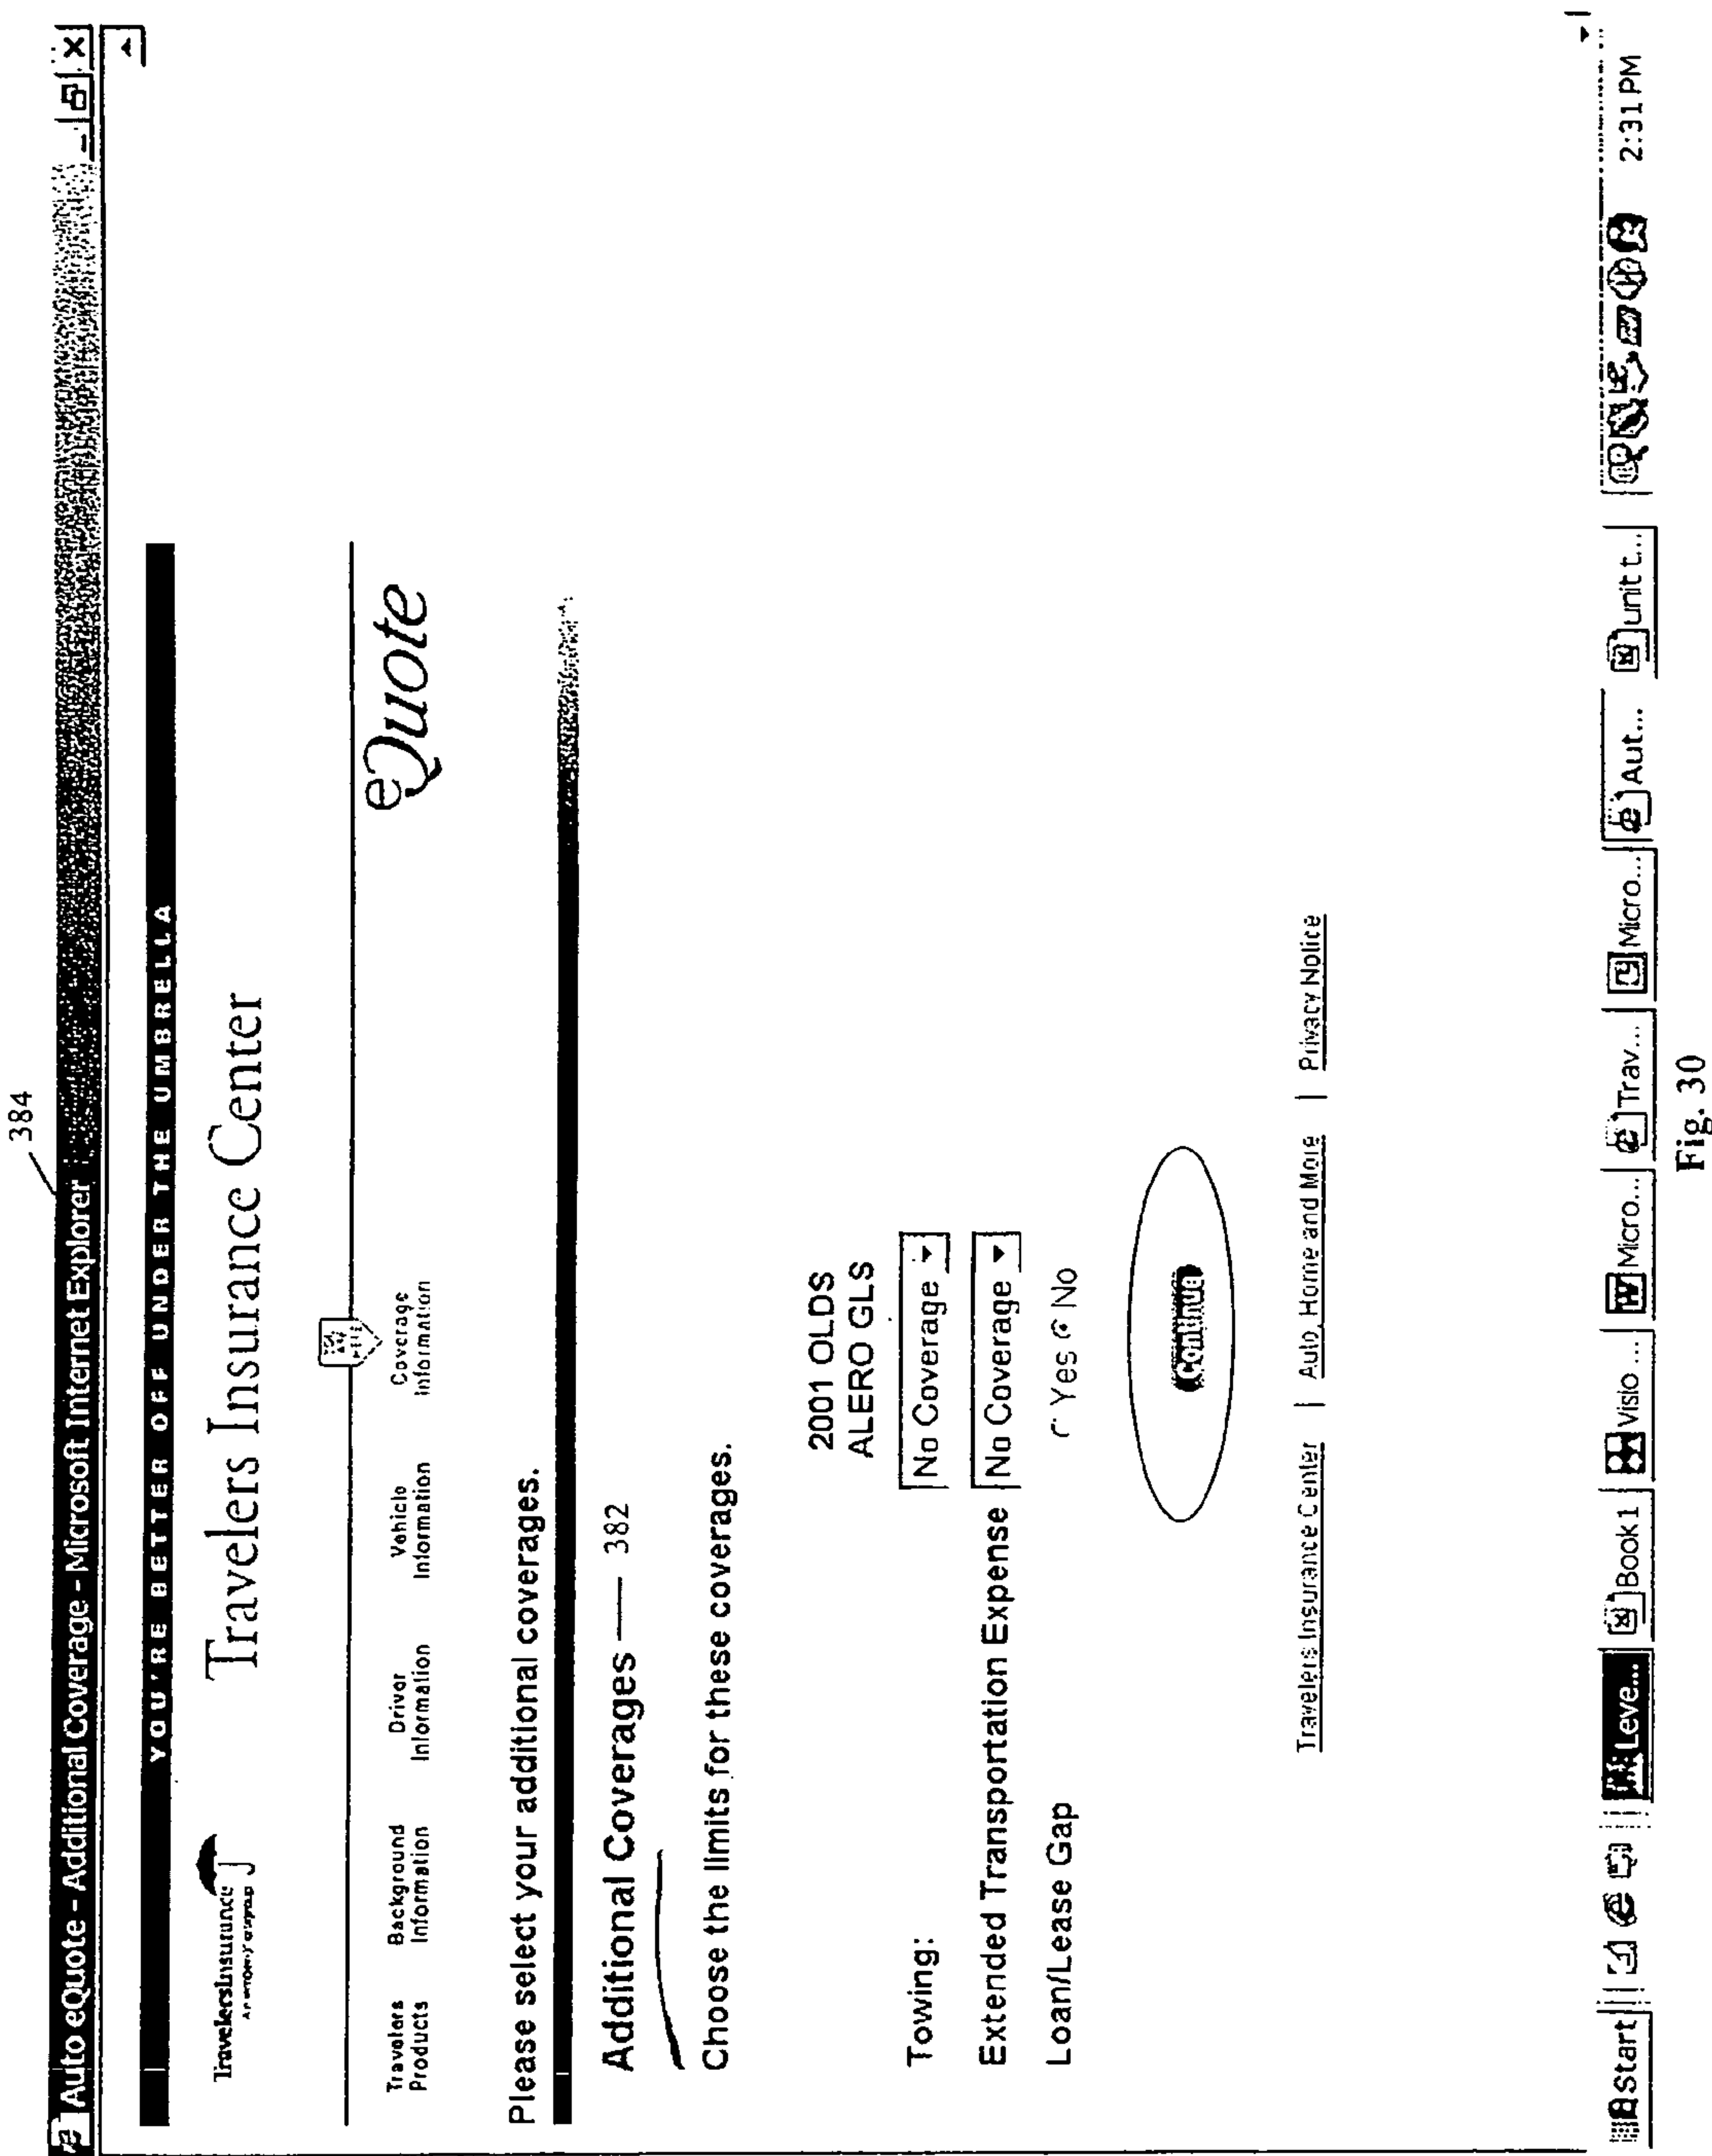 384
Auto eQuote - Additional Coverage - Microsoft Internet Explorer
YOU'RE BETTER OFF UNDER THE UMBRELLA
TravelersInsurance
Travelers Insurance Center
Travelers Products
Background Information
Driver Information
Vehicle Information
Coverage Information
eQuote
Please select your additional coverages.
Additional Coverages — 382
Choose the limits for these coverages.
2001 OLDS
ALERO GLS
Towing: No Coverage
Extended Transportation Expense No Coverage
Loan/Lease Gap Yes No
Continue
Travelers Insurance Center | Auto, Home and More | Privacy Notice
Start Leve... Book1 Visio ... Micro... Trav... Micro... Aut... unit t... 2:31 PM
Fig. 30